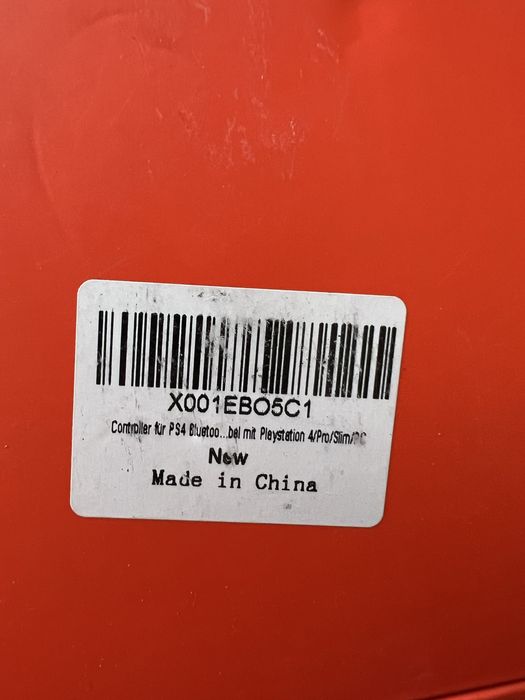 X001EBO5C1
Controller für PS4 Bluetoo...bel mit Playstation 4/Pro/Slim/PC
New
Made in China